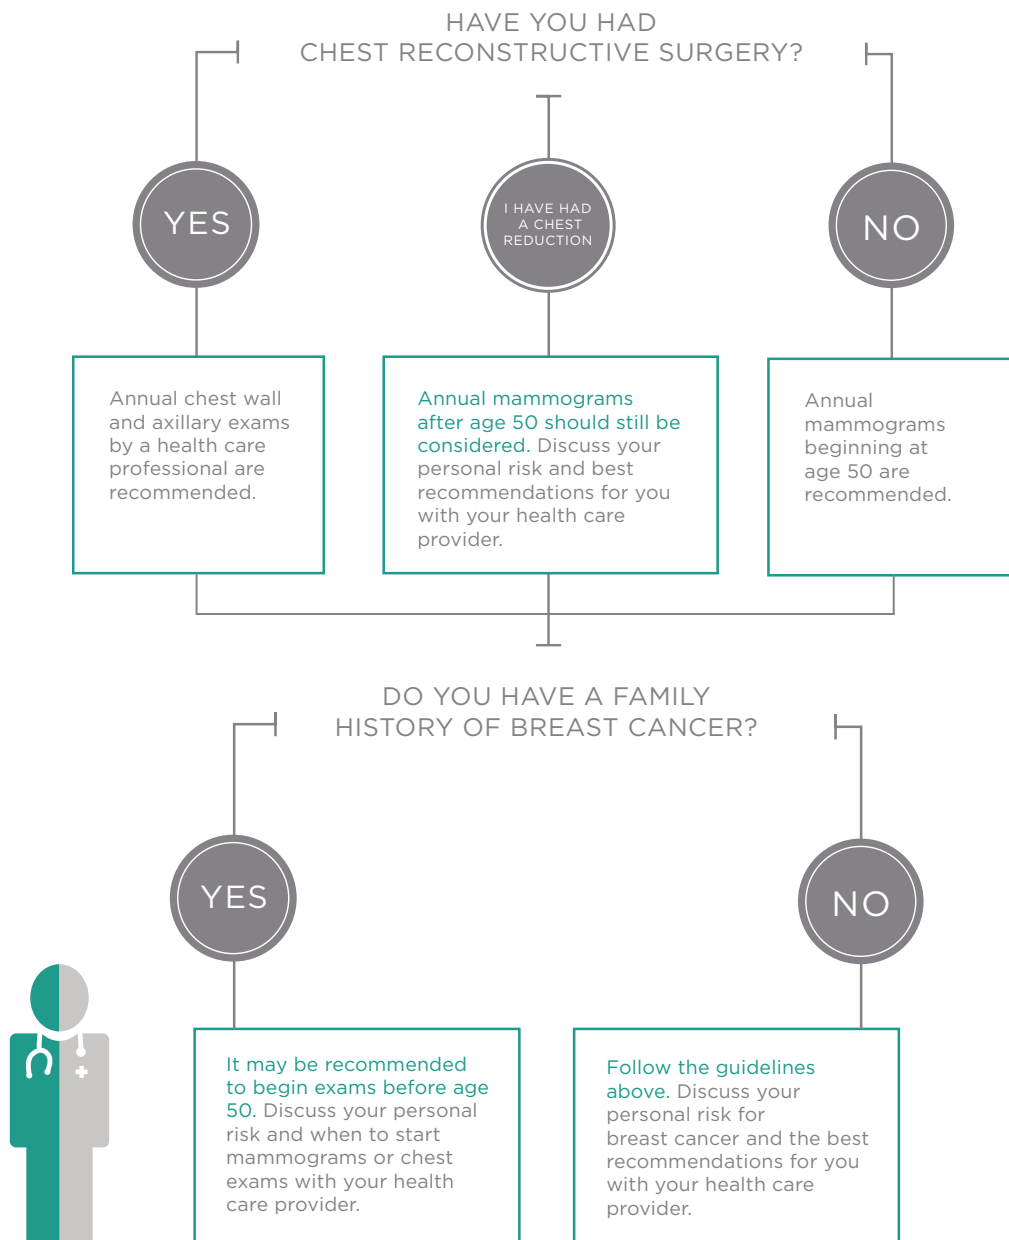 HAVE YOU HAD
CHEST RECONSTRUCTIVE SURGERY?
YES
I HAVE HAD
A CHEST
REDUCTION
NO
Annual chest wall
and axillary exams
by a health care
professional are
recommended.
Annual mammograms
after age 50 should still be
considered. Discuss your
personal risk and best
recommendations for you
with your health care
provider.
Annual
mammograms
beginning at
age 50 are
recommended.
DO YOU HAVE A FAMILY
HISTORY OF BREAST CANCER?
YES
NO
It may be recommended
to begin exams before age
50. Discuss your personal
risk and when to start
mammograms or chest
exams with your health
care provider.
Follow the guidelines
above. Discuss your
personal risk for
breast cancer and the best
recommendations for you
with your health care
provider.